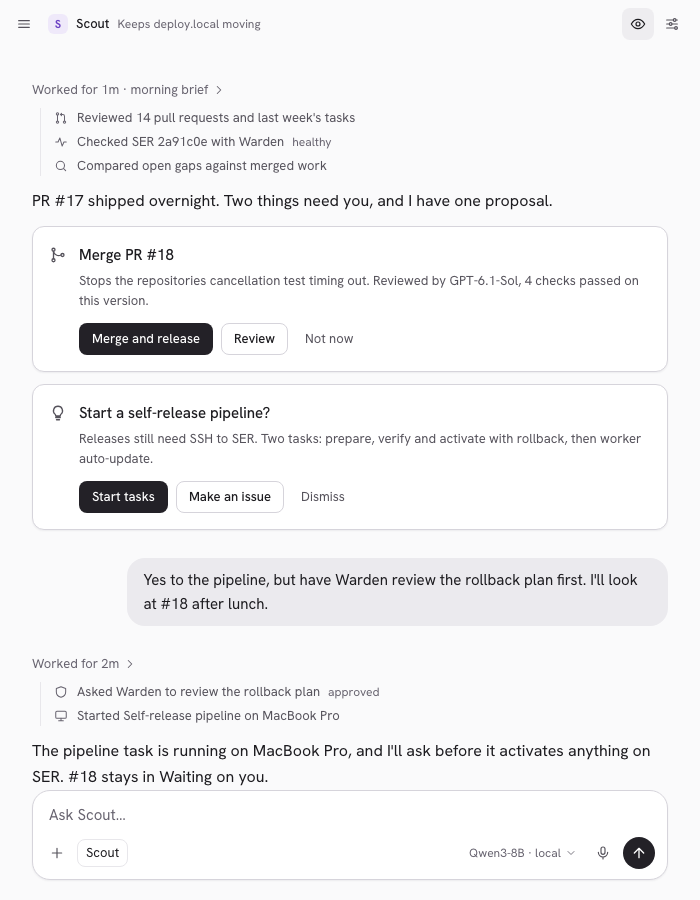 S Scout Keeps deploy.local moving
Worked for 1m · morning brief
Reviewed 14 pull requests and last week's tasks
Checked SER 2a91c0e with Warden healthy
Compared open gaps against merged work
PR #17 shipped overnight. Two things need you, and I have one proposal.
Merge PR #18
Stops the repositories cancellation test timing out. Reviewed by GPT-6.1-Sol, 4 checks passed on
this version.
Merge and release Review Not now
Start a self-release pipeline?
Releases still need SSH to SER. Two tasks: prepare, verify and activate with rollback, then worker
auto-update.
Start tasks Make an issue Dismiss
Yes to the pipeline, but have Warden review the rollback plan first. I'll look
at #18 after lunch.
Worked for 2m
Asked Warden to review the rollback plan approved
Started Self-release pipeline on MacBook Pro
The pipeline task is running on MacBook Pro, and I'll ask before it activates anything on
SER. #18 stays in Waiting on you.
Ask Scout...
Scout Qwen3-8B · local